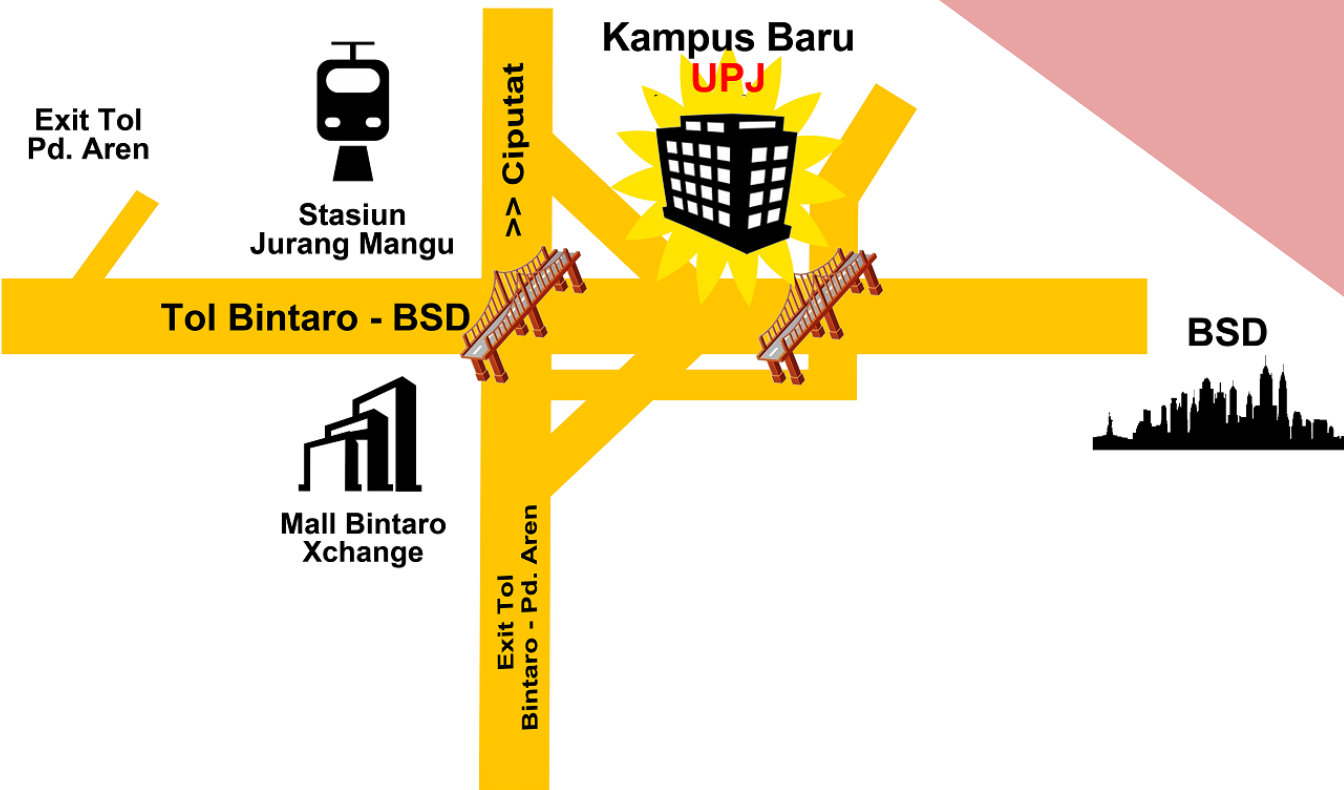 Kampus Baru
UPJ
Exit Tol
Pd. Aren
>> Ciputat
Stasiun
Jurang Mangu
Tol Bintaro - BSD
BSD
Mall Bintaro
Xchange
Exit Tol
Bintaro - Pd. Aren